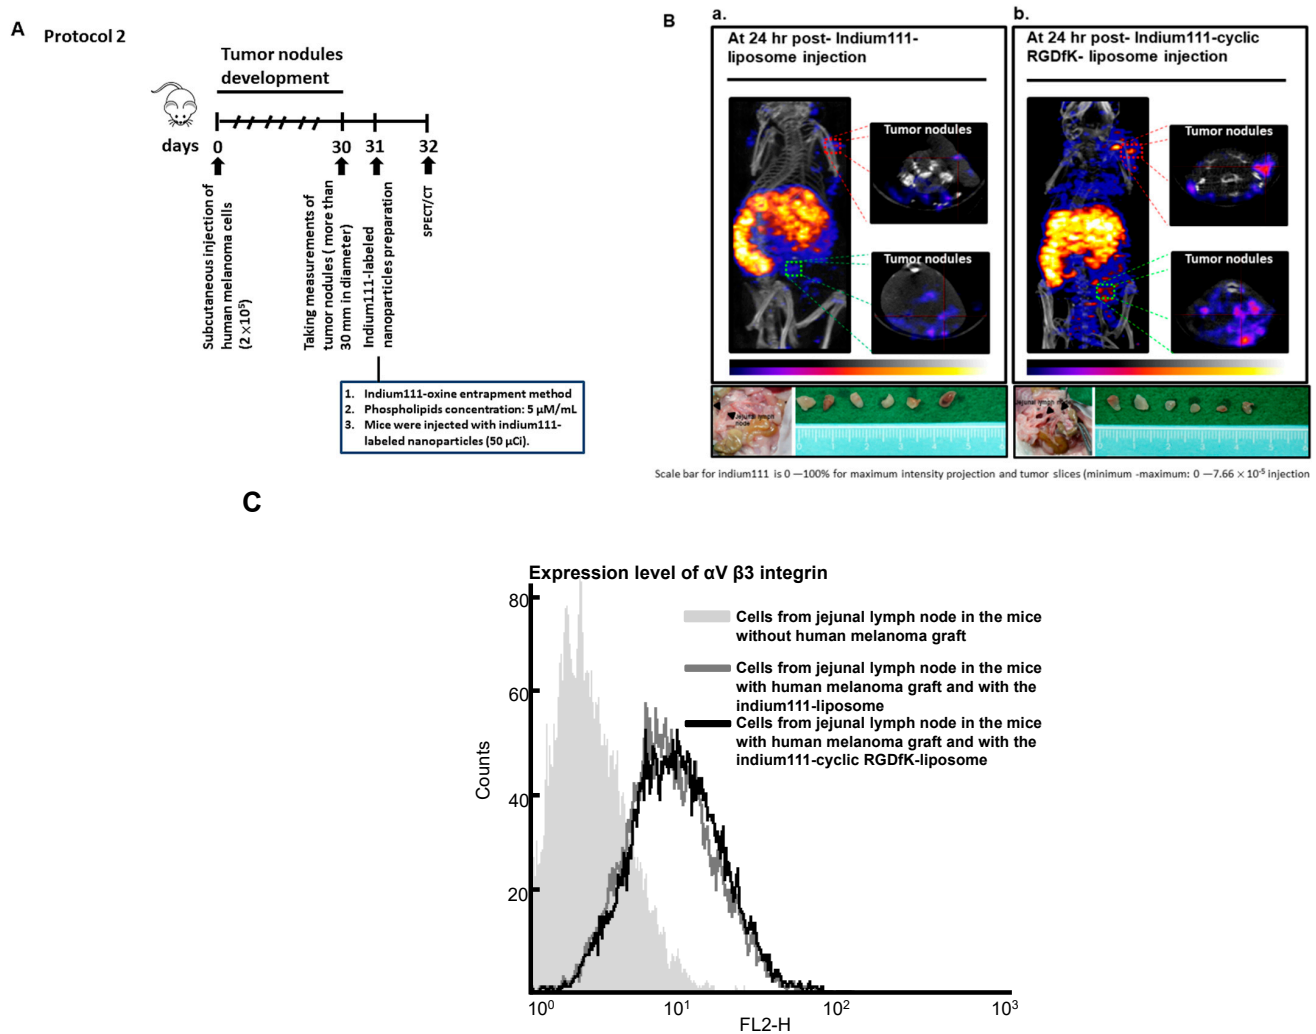 A
Protocol 2
Tumor nodules
development
days
0
30
31
32
Subcutaneous injection of
human melanoma cells
(2 ×10⁵)
Taking measurements of
tumor nodules ( more than
30 mm in diameter)
Indium111-labeled
nanoparticles preparation
SPECT/CT
1. Indium111-oxine entrapment method
2. Phospholipids concentration: 5 μM/mL
3. Mice were injected with indium111-
labeled nanoparticles (50 μCi).
B
a.
At 24 hr post- Indium111-
liposome injection
Tumor nodules
Tumor nodules
jejunal lymph
node
b.
At 24 hr post- Indium111-cyclic
RGDfK- liposome injection
Tumor nodules
Tumor nodules
jejunal lymph node
Scale bar for indium111 is 0 —100% for maximum intensity projection and tumor slices (minimum -maximum: 0 —7.66 × 10⁻⁵ injection
C
Expression level of αV β3 integrin
Cells from jejunal lymph node in the mice
without human melanoma graft
Cells from jejunal lymph node in the mice
with human melanoma graft and with the
indium111-liposome
Cells from jejunal lymph node in the mice
with human melanoma graft and with the
indium111-cyclic RGDfK-liposome
Counts
80
60
40
20
10⁰
10¹
10²
10³
FL2-H